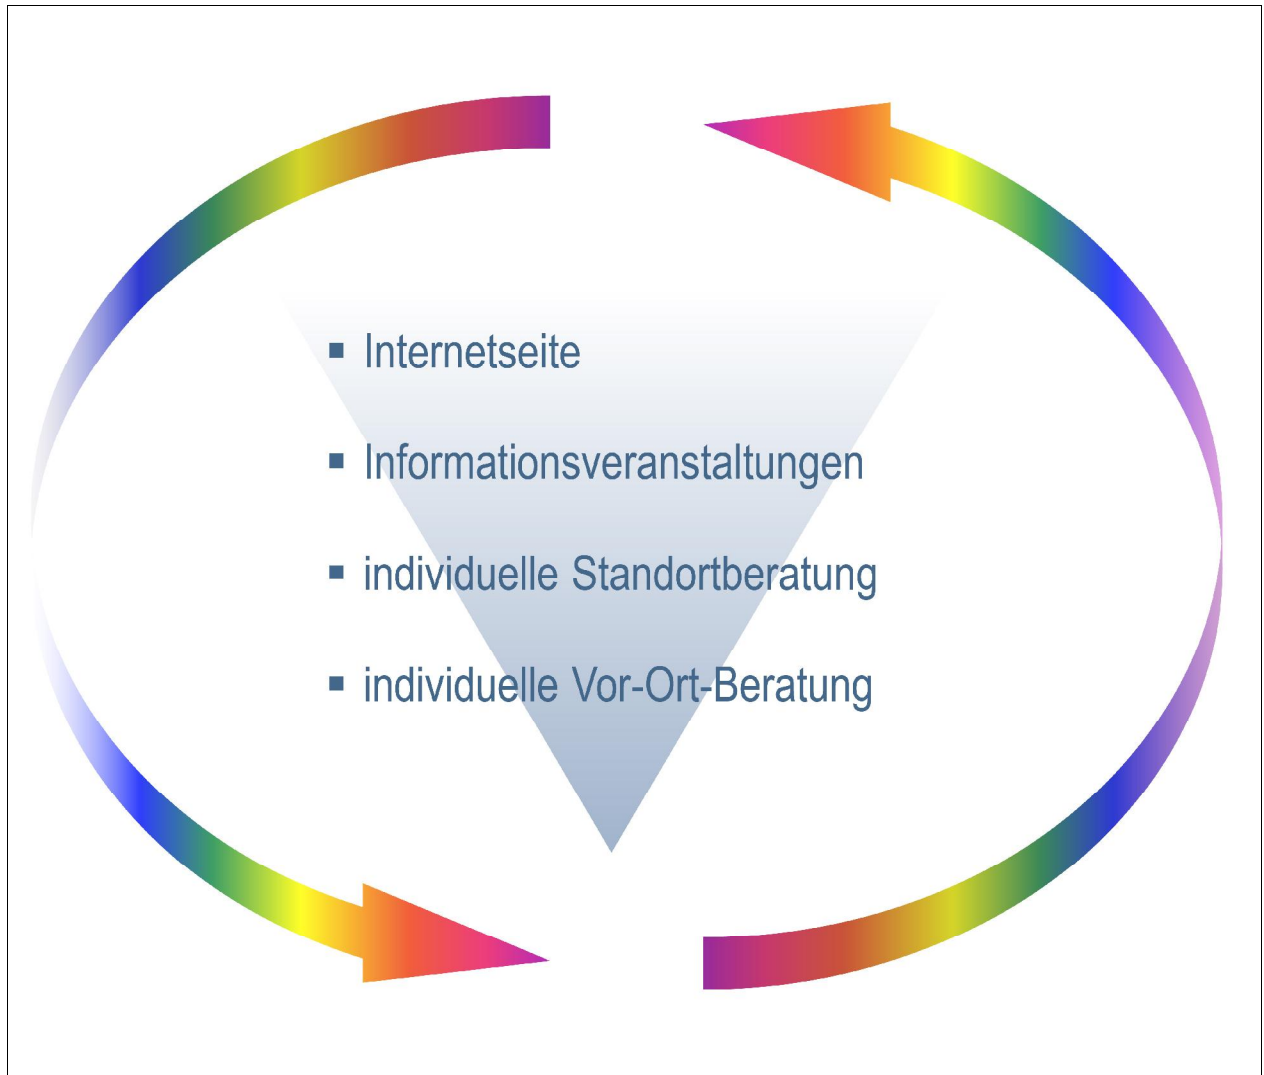 ▪ Internetseite
▪ Informationsveranstaltungen
▪ individuelle Standortberatung
▪ individuelle Vor-Ort-Beratung